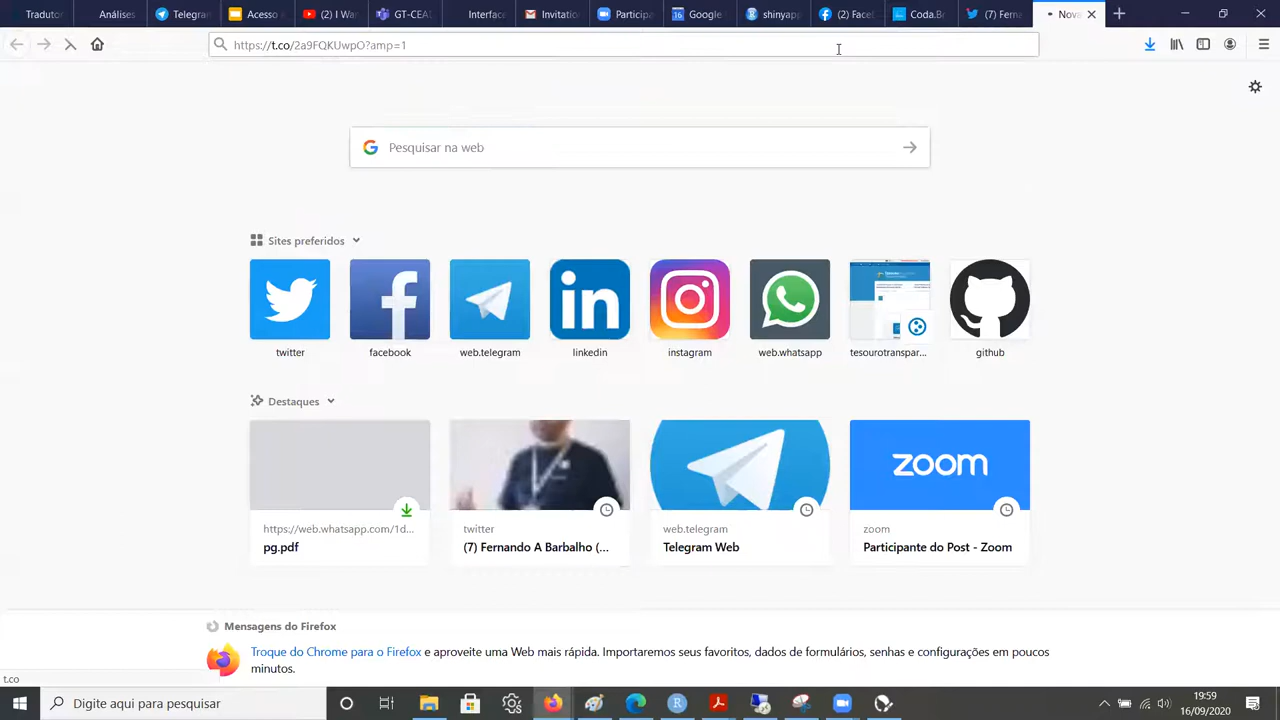 Tradutor
Análises
Telegram
Acesso a
(2) I W
GT-CEAL
Interface
Invitatio
Participa
Google
shinyapp
(2) Face
Coda.Br
(7) Ferna
Nova
https://t.co/2a9FQKUwpO?amp=1
Pesquisar na web
Sites preferidos
twitter
facebook
web.telegram
linkedin
instagram
web.whatsapp
tesourotranspar...
github
Destaques
zoom
https://web.whatsapp.com/1d...
twitter
web.telegram
zoom
pg.pdf
(7) Fernando A Barbalho (...
Telegram Web
Participante do Post - Zoom
Mensagens do Firefox
Troque do Chrome para o Firefox e aproveite uma Web mais rápida. Importaremos seus favoritos, dados de formulários, senhas e configurações em poucos
minutos.
t.co
Digite aqui para pesquisar
19:59
16/09/2020